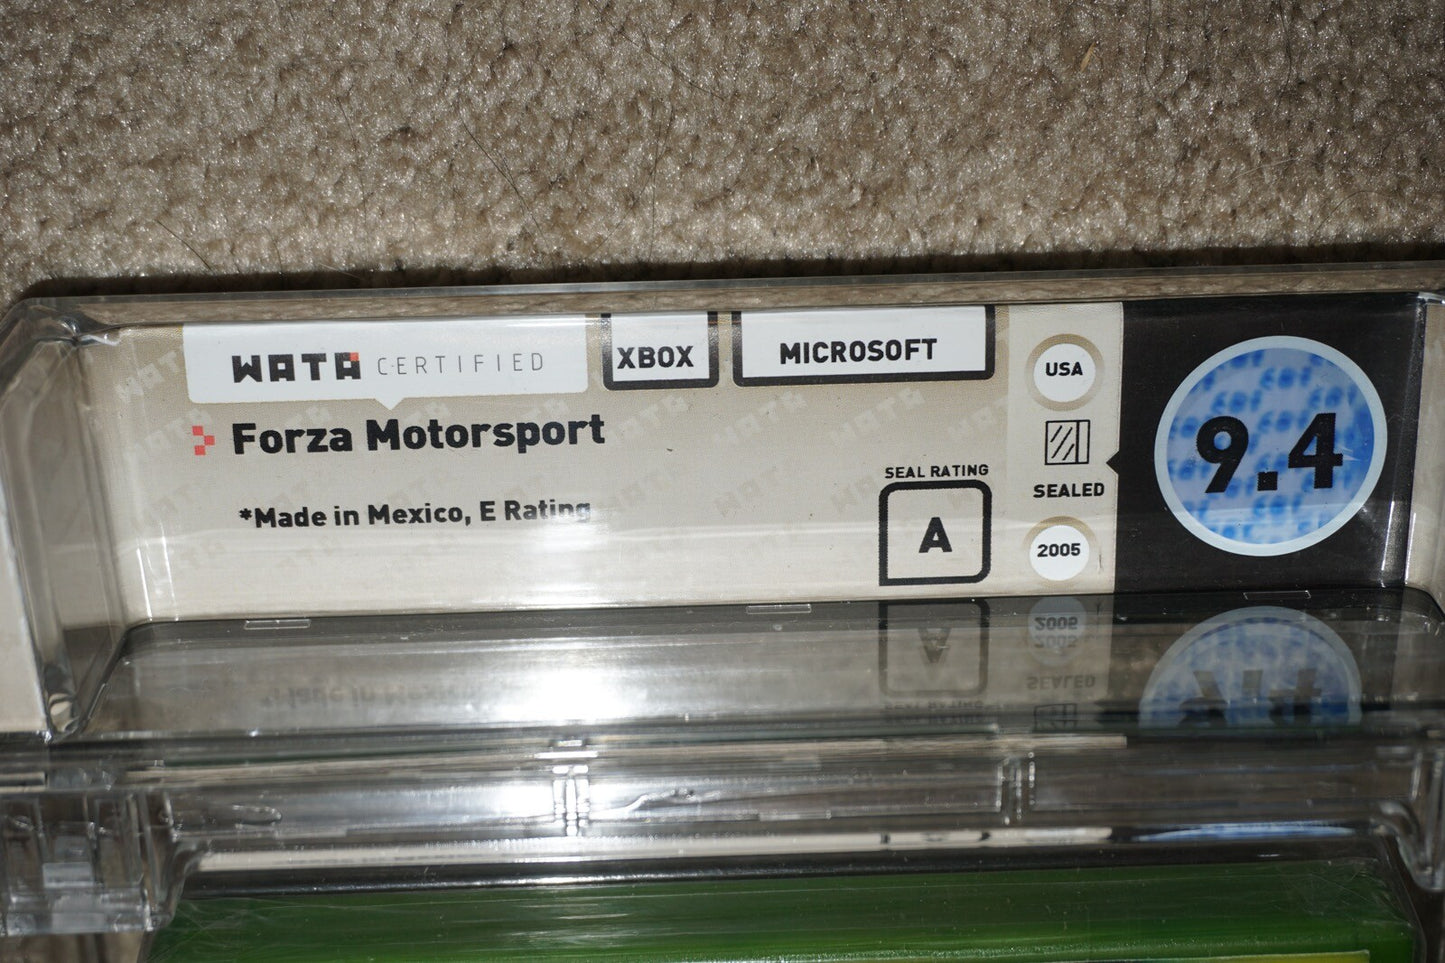 WATA CERTIFIED
XBOX
MICROSOFT
Forza Motorsport
*Made in Mexico, E Rating
SEAL RATING
A
USA
SEALED
2005
9.4